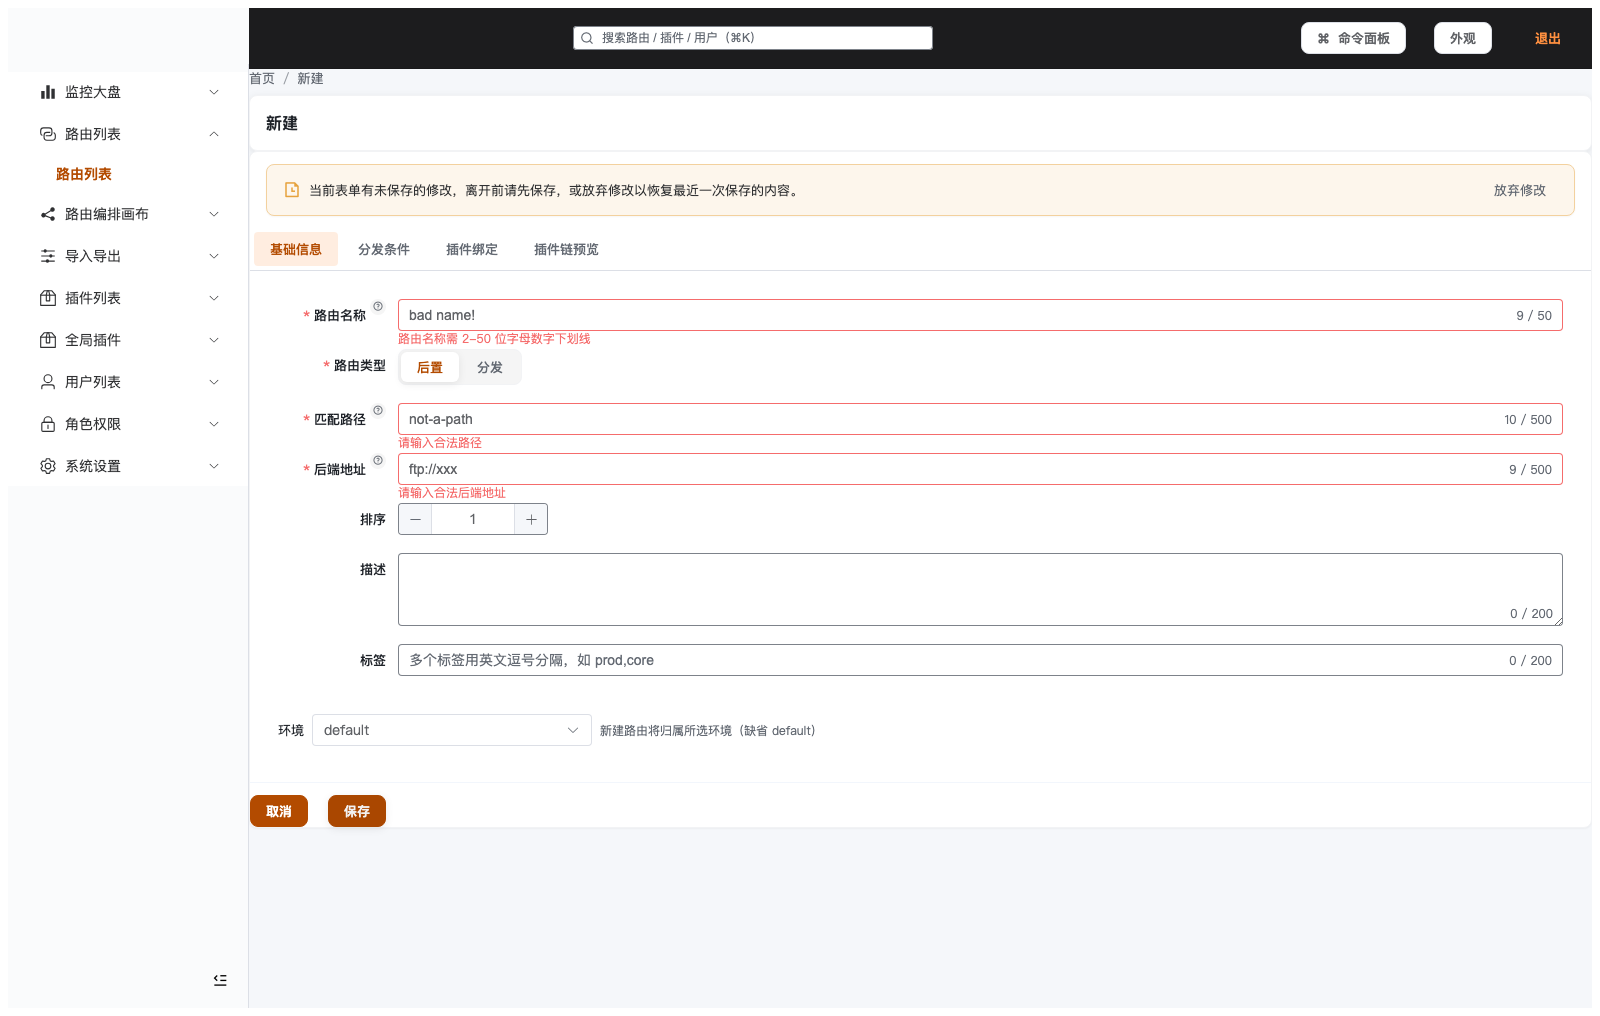 搜索路由 / 插件 / 用户（⌘K）
⌘ 命令面板
外观
退出
监控大盘
路由列表
路由列表
路由编排画布
导入导出
插件列表
全局插件
用户列表
角色权限
系统设置
首页 / 新建
新建
当前表单有未保存的修改，离开前请先保存，或放弃修改以恢复最近一次保存的内容。
放弃修改
基础信息 分发条件 插件绑定 插件链预览
* 路由名称 bad name! 9 / 50
路由名称需 2–50 位字母数字下划线
* 路由类型 后置 分发
* 匹配路径 not-a-path 10 / 500
请输入合法路径
* 后端地址 ftp://xxx 9 / 500
请输入合法后端地址
排序 1
描述
0 / 200
标签 多个标签用英文逗号分隔，如 prod,core 0 / 200
环境 default 新建路由将归属所选环境（缺省 default）
取消 保存